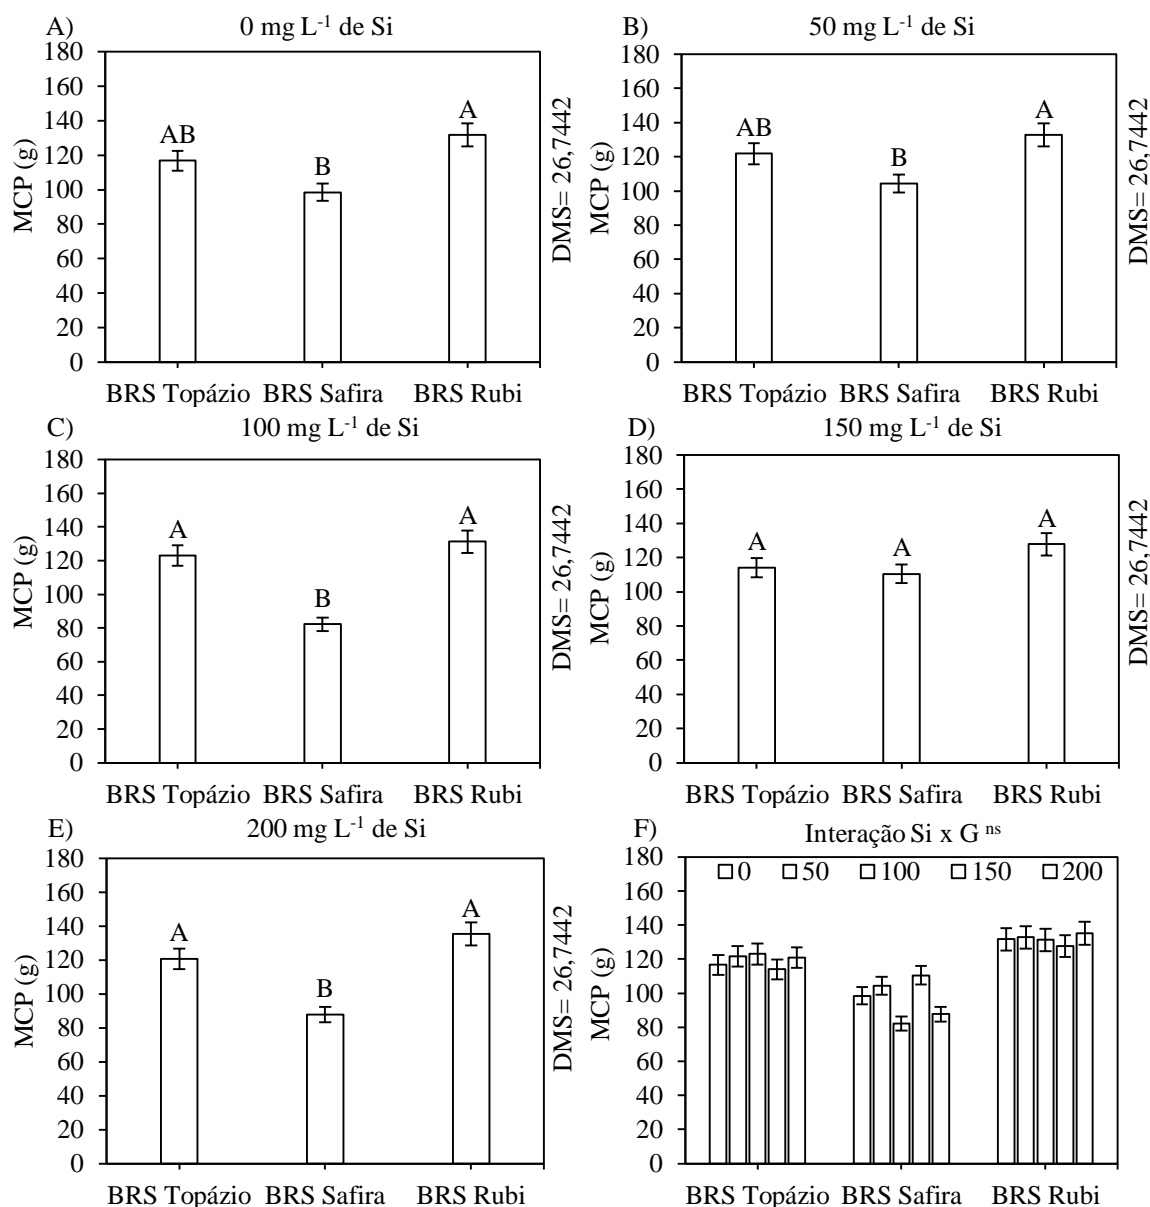 A) 0 mg L⁻¹ de Si
180
160
140
120
100
80
60
40
20
0
MCP (g)
AB
B
A
DMS= 26,7442
BRS Topázio BRS Safira BRS Rubi
B) 50 mg L⁻¹ de Si
180
160
140
120
100
80
60
40
20
0
MCP (g)
AB
B
A
DMS= 26,7442
BRS Topázio BRS Safira BRS Rubi
C) 100 mg L⁻¹ de Si
180
160
140
120
100
80
60
40
20
0
MCP (g)
A
B
A
DMS= 26,7442
BRS Topázio BRS Safira BRS Rubi
D) 150 mg L⁻¹ de Si
180
160
140
120
100
80
60
40
20
0
MCP (g)
A
A
A
DMS= 26,7442
BRS Topázio BRS Safira BRS Rubi
E) 200 mg L⁻¹ de Si
180
160
140
120
100
80
60
40
20
0
MCP (g)
A
B
A
DMS= 26,7442
BRS Topázio BRS Safira BRS Rubi
F) Interação Si x G ⁿˢ
0 50 100 150 200
180
160
140
120
100
80
60
40
20
0
MCP (g)
BRS Topázio BRS Safira BRS Rubi